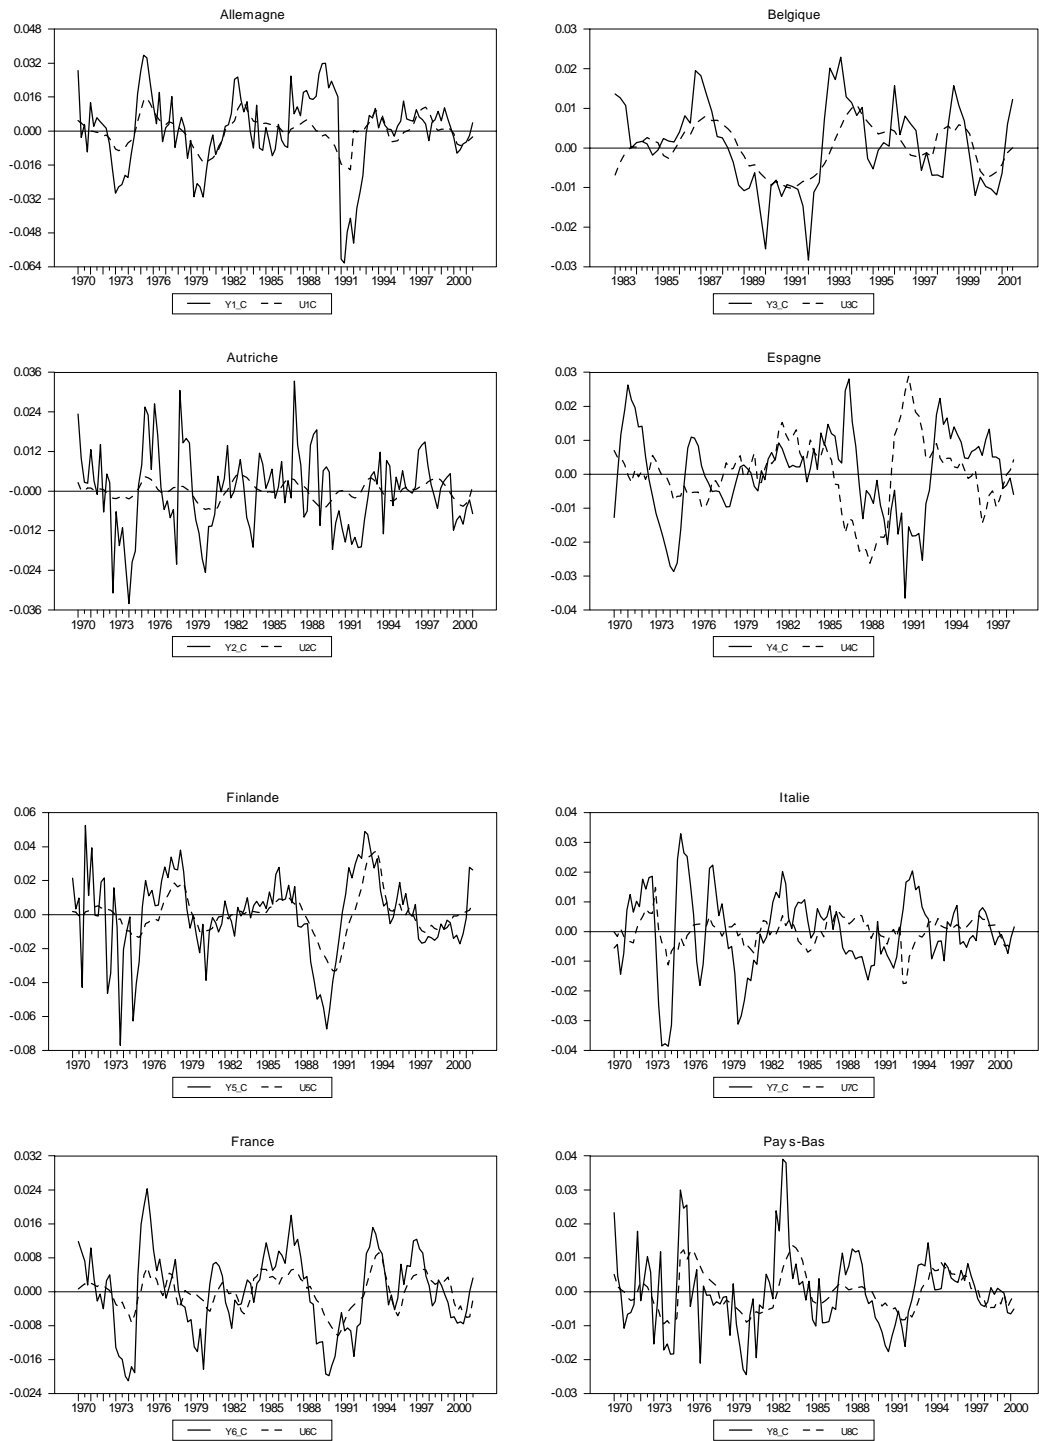 Allemagne
0.048
0.032
0.016
0.000
-0.016
-0.032
-0.048
-0.064
1970 1973 1976 1979 1982 1985 1988 1991 1994 1997 2000
Y1_C U1C
Belgique
0.03
0.02
0.01
0.00
-0.01
-0.02
-0.03
1983 1985 1987 1989 1991 1993 1995 1997 1999 2001
Y3_C U3C
Autriche
0.036
0.024
0.012
-0.000
-0.012
-0.024
-0.036
1970 1973 1976 1979 1982 1985 1988 1991 1994 1997 2000
Y2_C U2C
Espagne
0.03
0.02
0.01
0.00
-0.01
-0.02
-0.03
-0.04
1970 1973 1976 1979 1982 1985 1988 1991 1994 1997
Y4_C U4C
Finlande
0.06
0.04
0.02
0.00
-0.02
-0.04
-0.06
-0.08
1970 1973 1976 1979 1982 1985 1988 1991 1994 1997 2000
Y5_C U5C
Italie
0.04
0.03
0.02
0.01
0.00
-0.01
-0.02
-0.03
-0.04
1970 1973 1976 1979 1982 1985 1988 1991 1994 1997 2000
Y7_C U7C
France
0.032
0.024
0.016
0.008
0.000
-0.008
-0.016
-0.024
1970 1973 1976 1979 1982 1985 1988 1991 1994 1997 2000
Y6_C U6C
Pays-Bas
0.04
0.03
0.02
0.01
0.00
-0.01
-0.02
-0.03
1970 1973 1976 1979 1982 1985 1988 1991 1994 1997 2000
Y8_C U8C